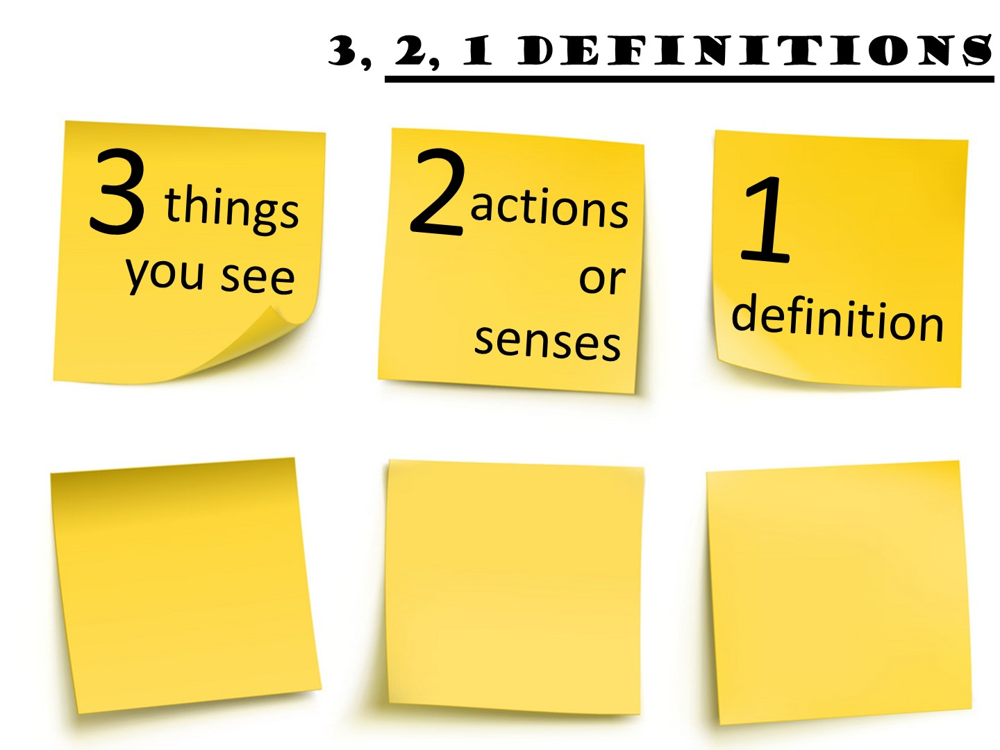 3, 2, 1 DEFINITIONS
3 things
you see
2 actions
or
senses
1
definition